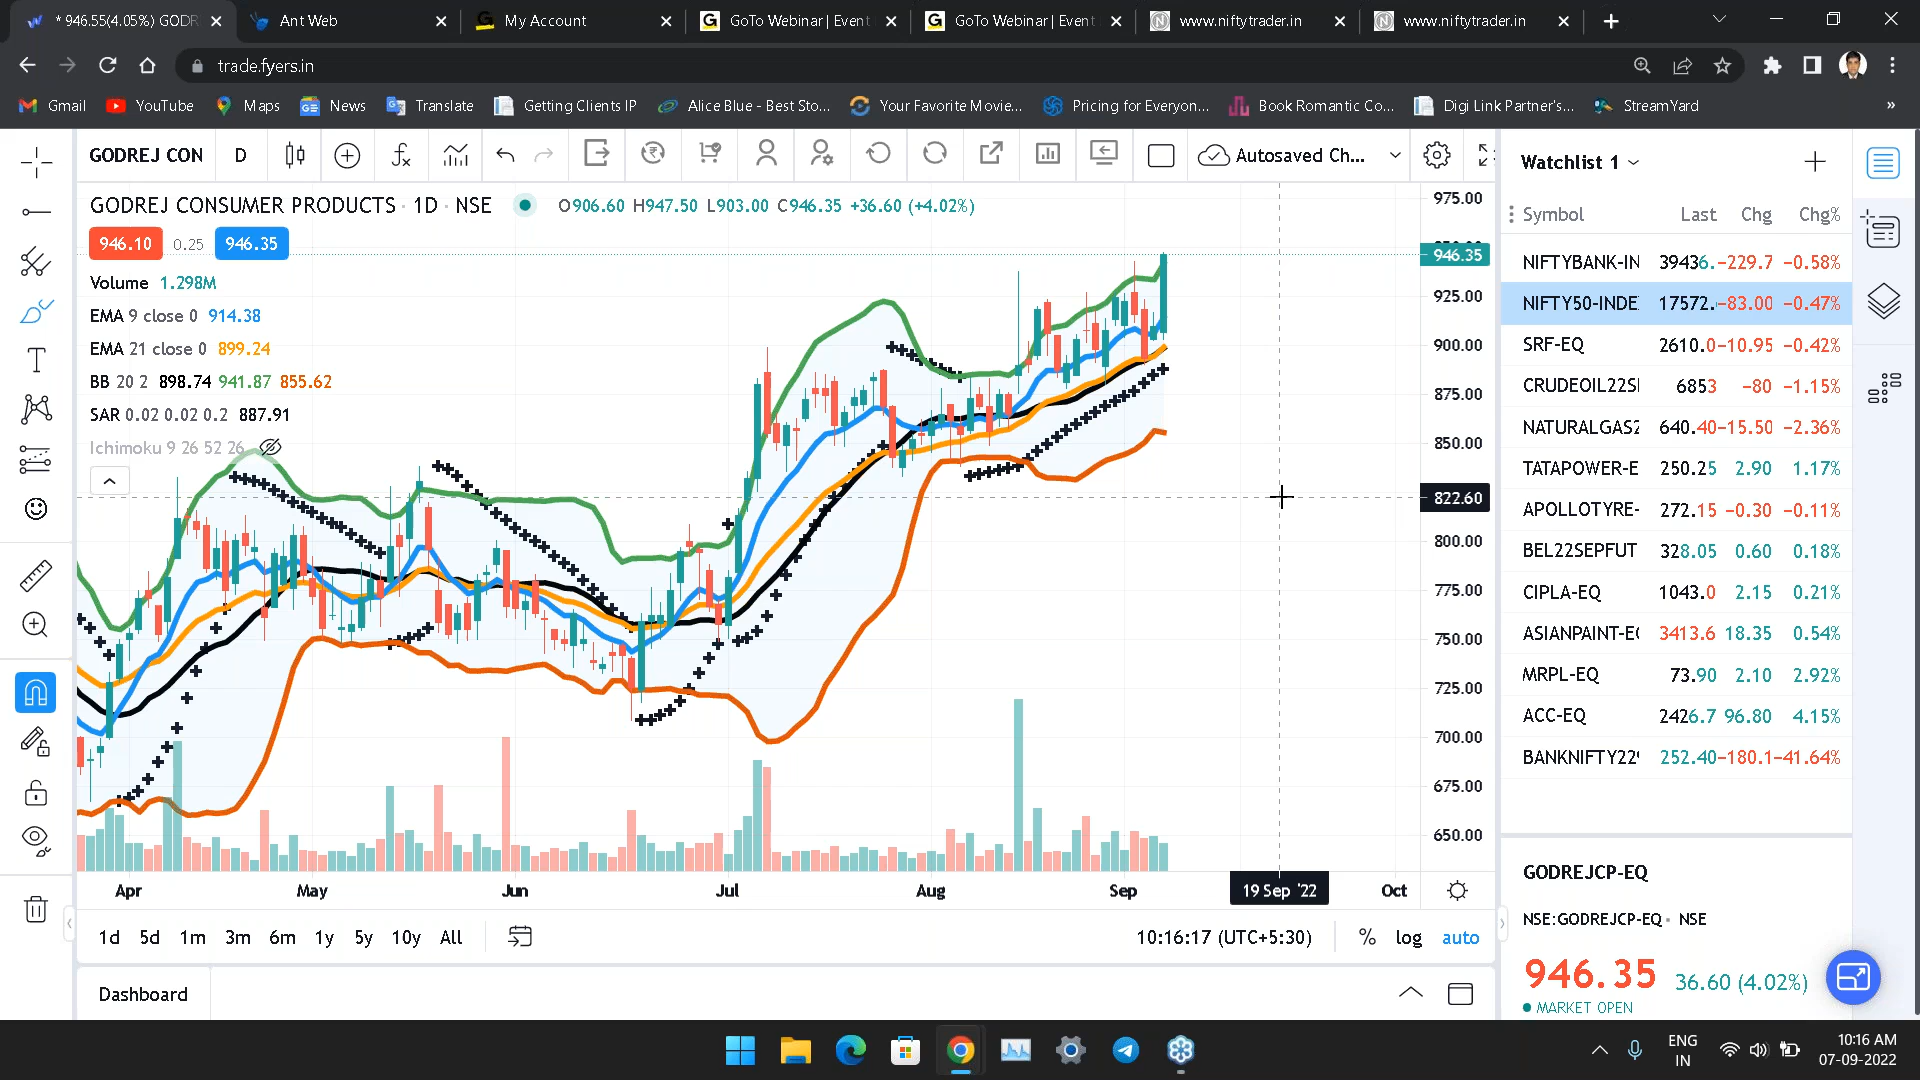 * 946.55(4.05%) GODR
Ant Web
My Account
GoTo Webinar | Event
GoTo Webinar | Event
www.niftytrader.in
www.niftytrader.in
trade.fyers.in
Gmail
YouTube
Maps
News
Translate
Getting Clients IP
Alice Blue - Best Sto...
Your Favorite Movie...
Pricing for Everyon...
Book Romantic Co...
Digi Link Partner's...
StreamYard
»
GODREJ CON
D
Autosaved Ch...
GODREJ CONSUMER PRODUCTS · 1D · NSE
O906.60 H947.50 L903.00 C946.35 +36.60 (+4.02%)
946.10 0.25 946.35
Volume 1.298M
EMA 9 close 0 914.38
EMA 21 close 0 899.24
BB 20 2 898.74 941.87 855.62
SAR 0.02 0.02 0.2 887.91
Ichimoku 9 26 52 26
975.00
946.35
925.00
900.00
875.00
850.00
822.60
800.00
775.00
750.00
725.00
700.00
675.00
650.00
Apr May Jun Jul Aug Sep 19 Sep '22 Oct
1d 5d 1m 3m 6m 1y 5y 10y All
10:16:17 (UTC+5:30)
% log auto
Dashboard
Watchlist 1
Symbol Last Chg Chg%
NIFTYBANK-IN 39436. -229.7 -0.58%
NIFTY50-INDE 17572. -83.00 -0.47%
SRF-EQ 2610.0 -10.95 -0.42%
CRUDEOIL22SI 6853 -80 -1.15%
NATURALGAS2 640.40 -15.50 -2.36%
TATAPOWER-E 250.25 2.90 1.17%
APOLLOTYRE- 272.15 -0.30 -0.11%
BEL22SEPFUT 328.05 0.60 0.18%
CIPLA-EQ 1043.0 2.15 0.21%
ASIANPAINT-E 3413.6 18.35 0.54%
MRPL-EQ 73.90 2.10 2.92%
ACC-EQ 2426.7 96.80 4.15%
BANKNIFTY22 252.40 -180.1 -41.64%
GODREJCP-EQ
NSE:GODREJCP-EQ · NSE
946.35 36.60 (4.02%)
MARKET OPEN
ENG
IN
10:16 AM
07-09-2022